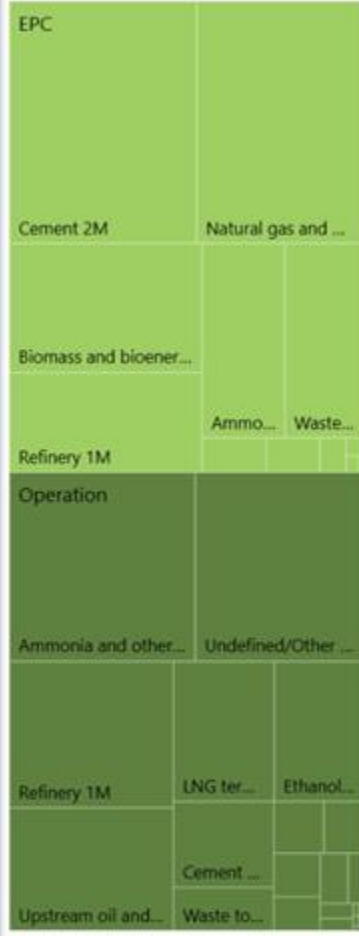 EPC
Cement 2M
Natural gas and ...
Biomass and bioener...
Ammo...
Waste...
Refinery 1M
Operation
Ammonia and other...
Undefined/Other ...
Refinery 1M
LNG ter...
Ethanol...
Cement ...
Upstream oil and...
Waste to...